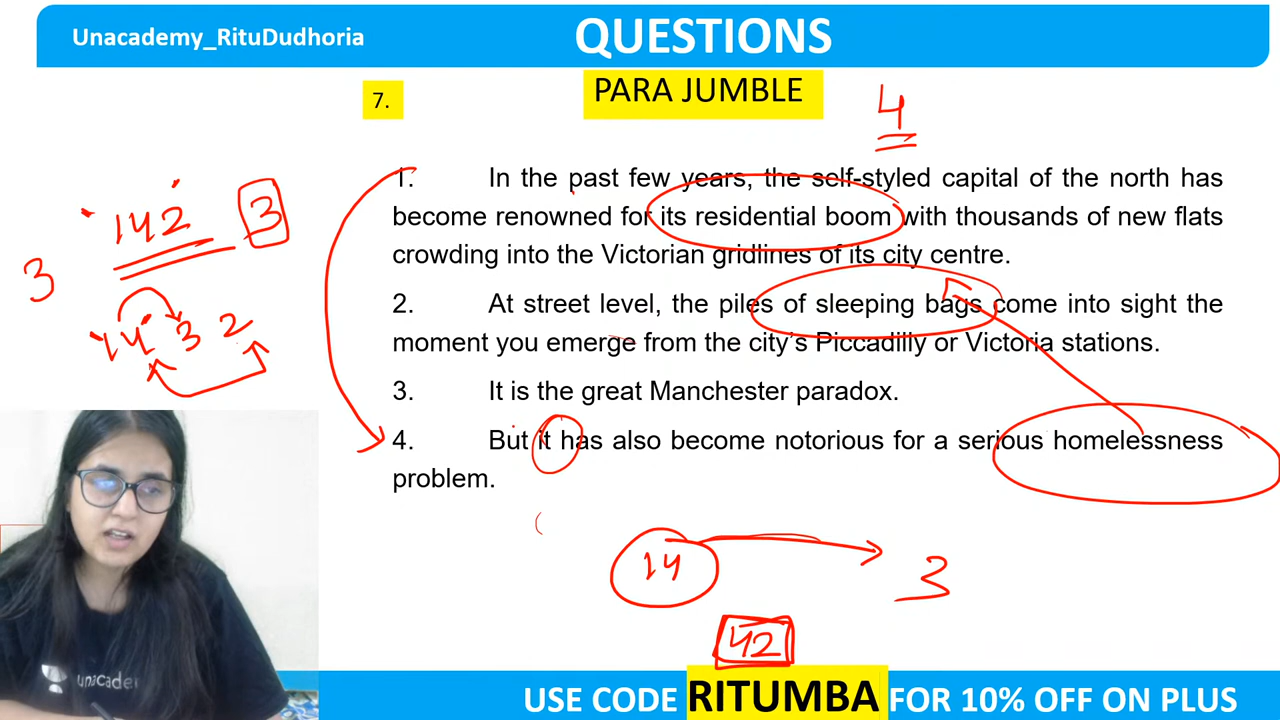 Unacademy_RituDudhoria
QUESTIONS
7.
PARA JUMBLE
4
1. In the past few years, the self-styled capital of the north has
become renowned for its residential boom with thousands of new flats
crowding into the Victorian gridlines of its city centre.
2. At street level, the piles of sleeping bags come into sight the
moment you emerge from the city's Piccadilly or Victoria stations.
3. It is the great Manchester paradox.
4. But it has also become notorious for a serious homelessness
problem.
142 3
3
1432
14 3
42
unacademy
USE CODE RITUMBA FOR 10% OFF ON PLUS